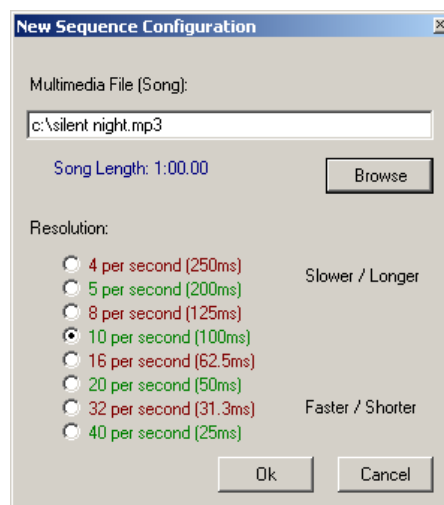 New Sequence Configuration
Multimedia File (Song):
c:\silent night.mp3
Song Length: 1:00.00
Browse
Resolution:
4 per second (250ms)
5 per second (200ms)
Slower / Longer
8 per second (125ms)
10 per second (100ms)
16 per second (62.5ms)
20 per second (50ms)
32 per second (31.3ms)
Faster / Shorter
40 per second (25ms)
Ok
Cancel